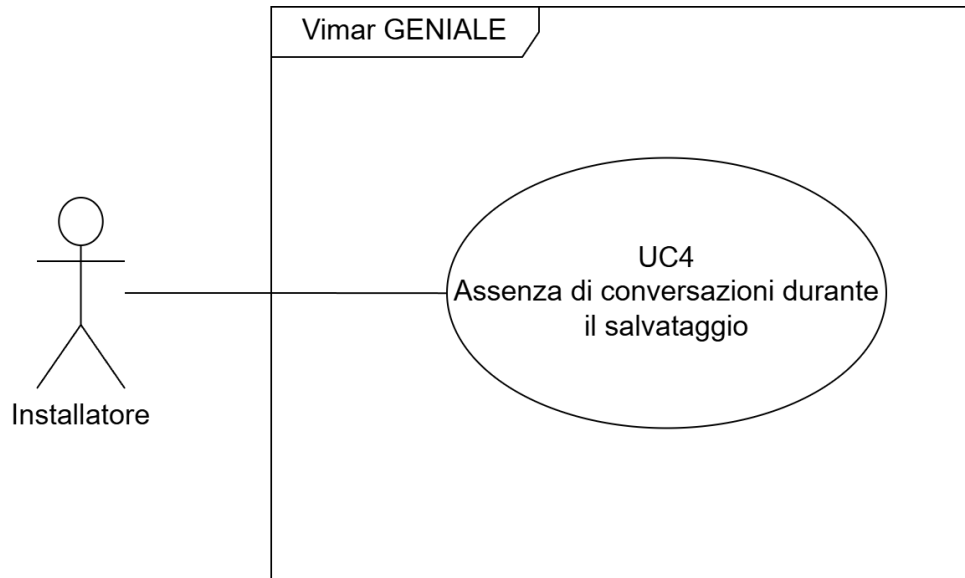 Vimar GENIALE
UC4
Assenza di conversazioni durante
il salvataggio
Installatore